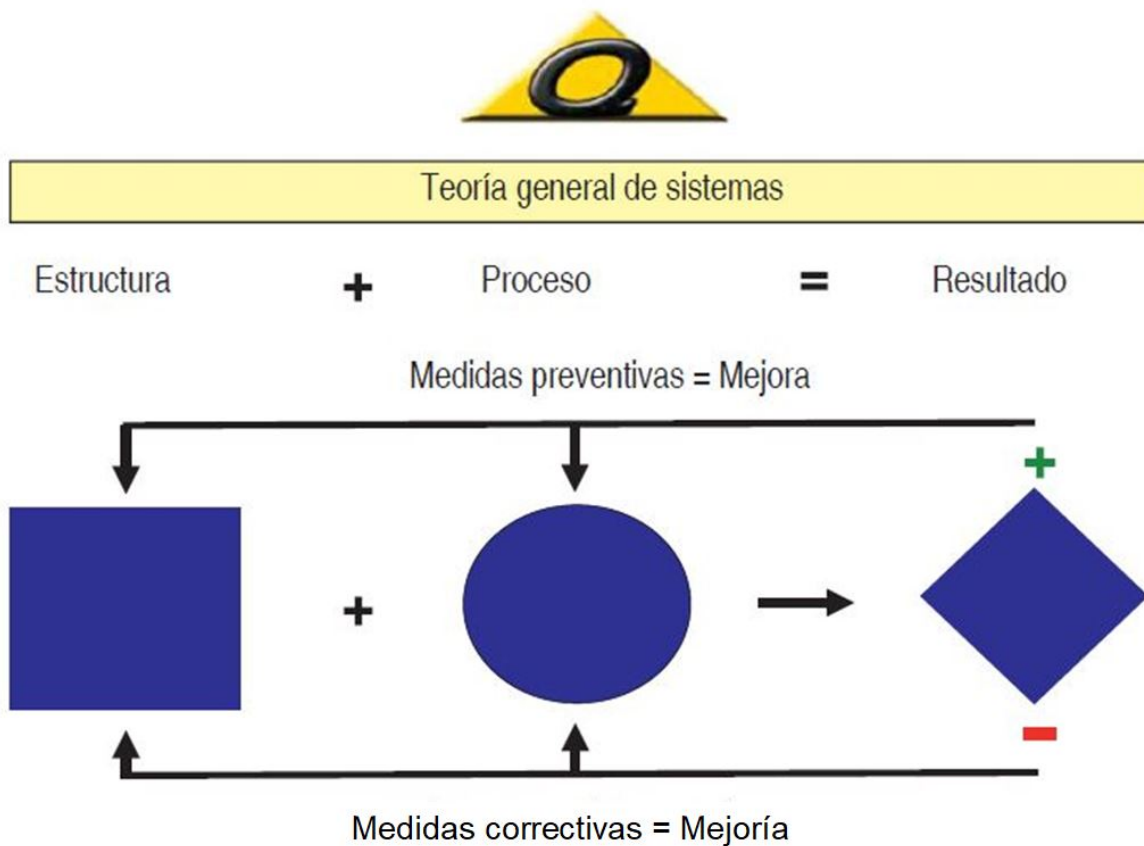 Q
Teoría general de sistemas
Estructura + Proceso = Resultado
Medidas preventivas = Mejora
+
+
-
Medidas correctivas = Mejoría